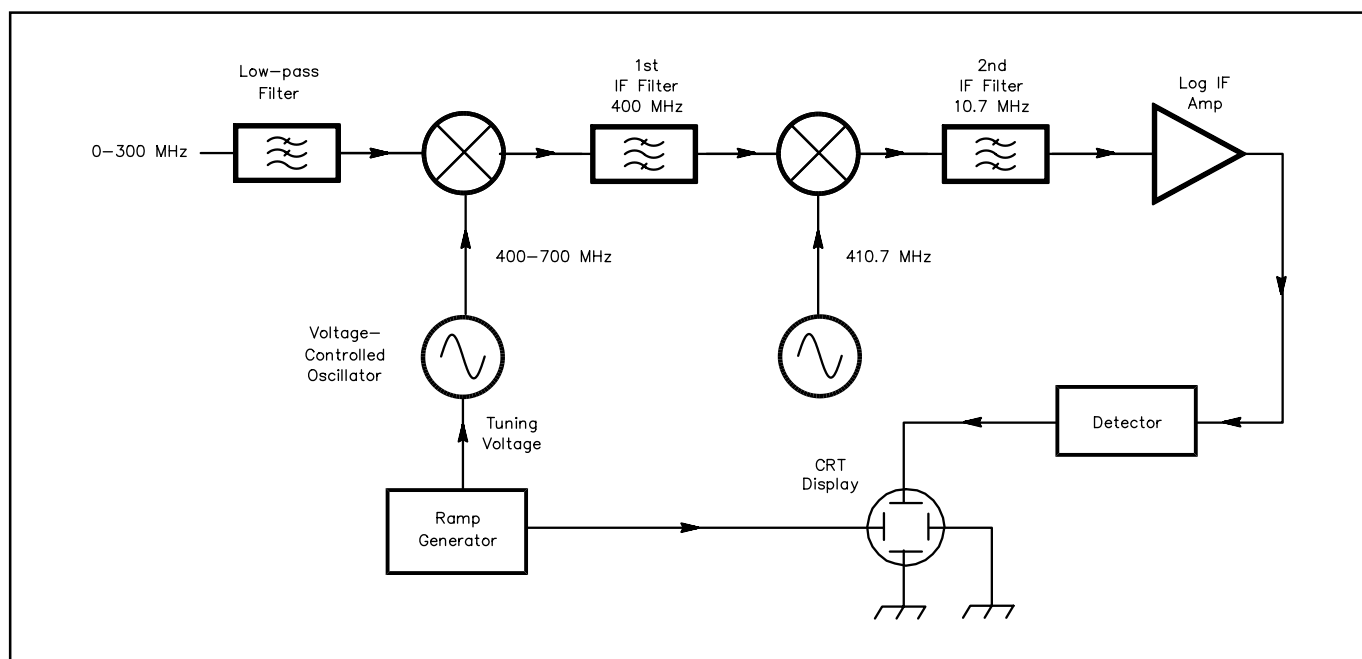 Low-pass
Filter
1st
IF Filter
400 MHz
2nd
IF Filter
10.7 MHz
Log IF
Amp
0-300 MHz
400-700 MHz
410.7 MHz
Voltage-
Controlled
Oscillator
Tuning
Voltage
Detector
CRT
Display
Ramp
Generator